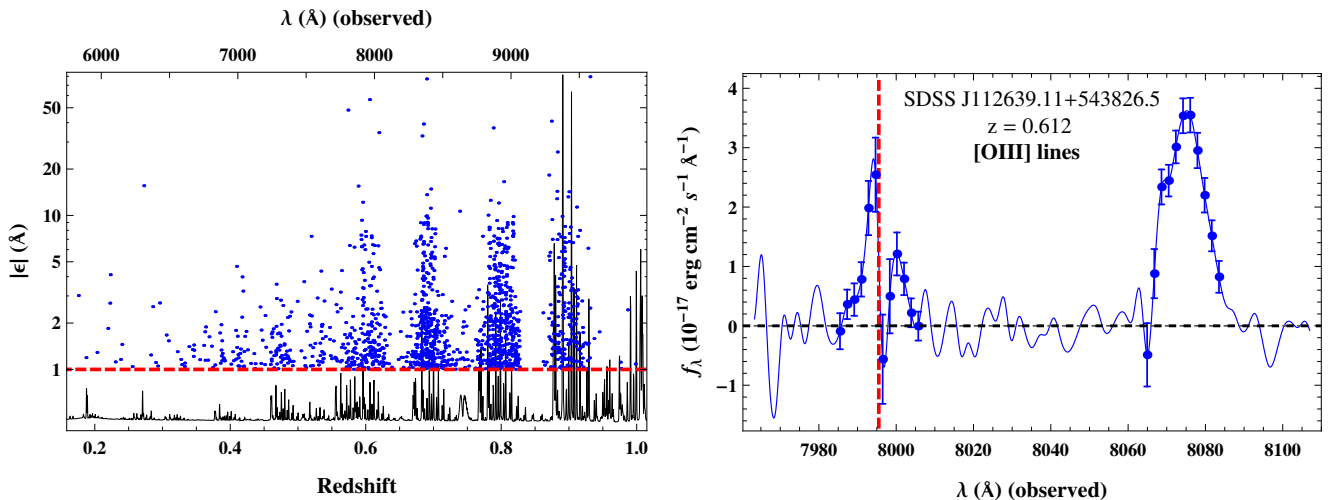 λ (Å) (observed)
6000 7000 8000 9000
50
20
10
5
2
1
|ϵ| (Å)
0.2 0.4 0.6 0.8 1.0
Redshift
SDSS J112639.11+543826.5
z = 0.612
[OIII] lines
4
3
2
1
0
-1
fλ (10⁻¹⁷ erg cm⁻² s⁻¹ Å⁻¹)
7980 8000 8020 8040 8060 8080 8100
λ (Å) (observed)